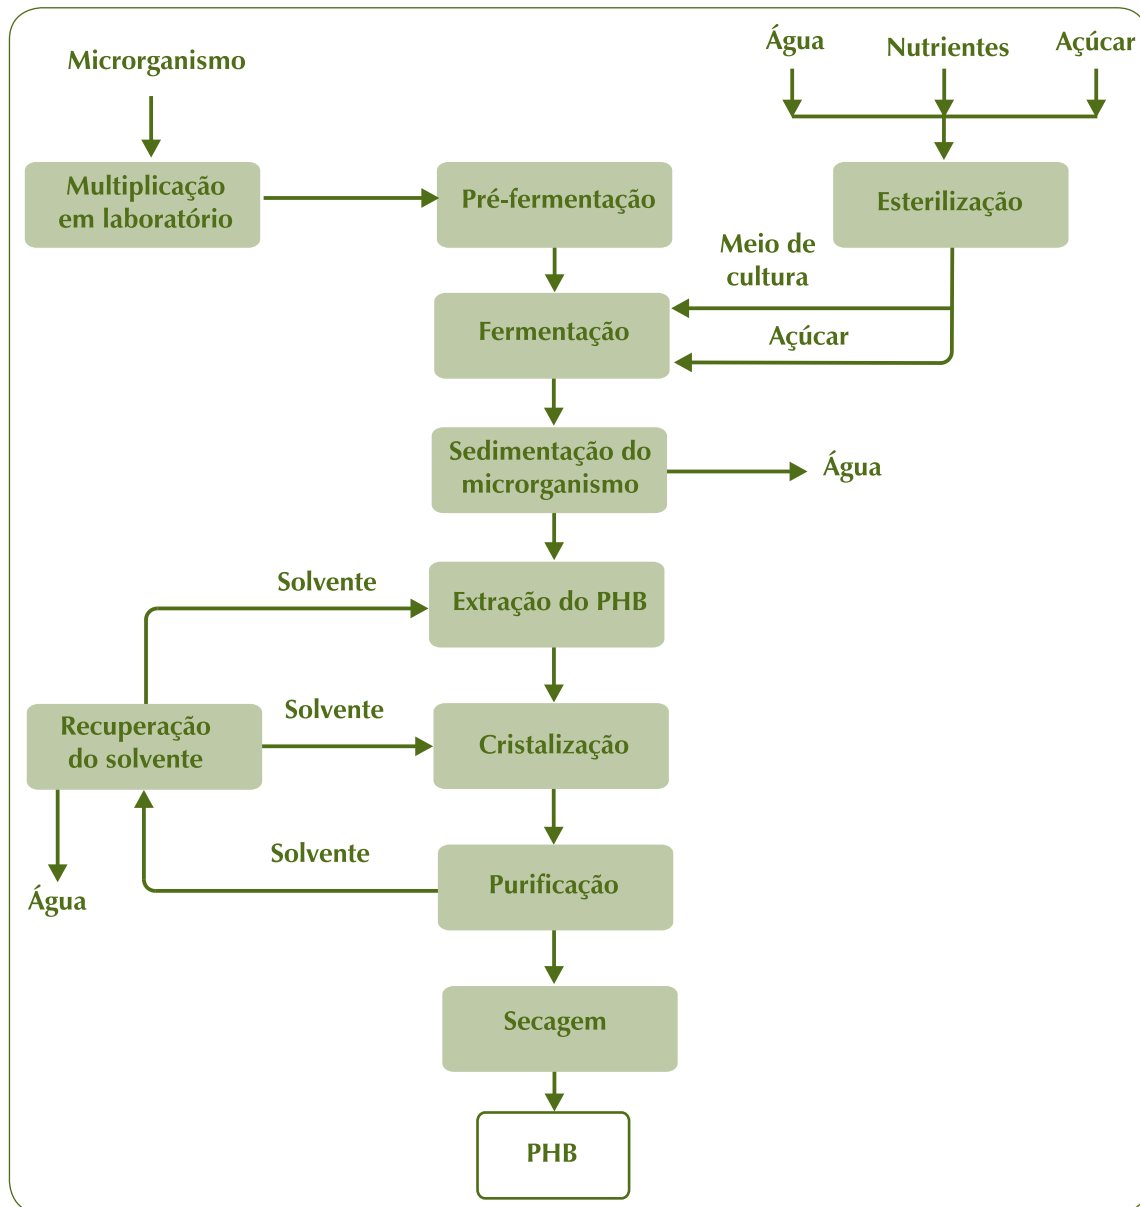 Microrganismo
Água
Nutrientes
Açúcar
Multiplicação
em laboratório
Pré-fermentação
Esterilização
Meio de
cultura
Fermentação
Açúcar
Sedimentação do
microrganismo
Água
Solvente
Extração do PHB
Recuperação
do solvente
Solvente
Cristalização
Solvente
Purificação
Água
Secagem
PHB